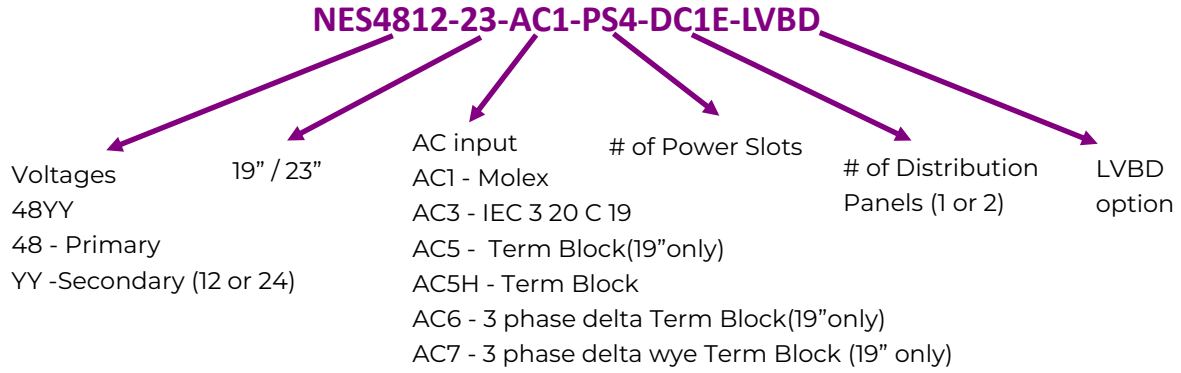 NES4812-23-AC1-PS4-DC1E-LVBD
Voltages
48YY
48 - Primary
YY -Secondary (12 or 24)
19” / 23”
AC input
AC1 - Molex
AC3 - IEC 3 20 C 19
AC5 -  Term Block(19”only)
AC5H - Term Block
AC6 - 3 phase delta Term Block(19”only)
AC7 - 3 phase delta wye Term Block (19” only)
# of Power Slots
# of Distribution
Panels (1 or 2)
LVBD
option